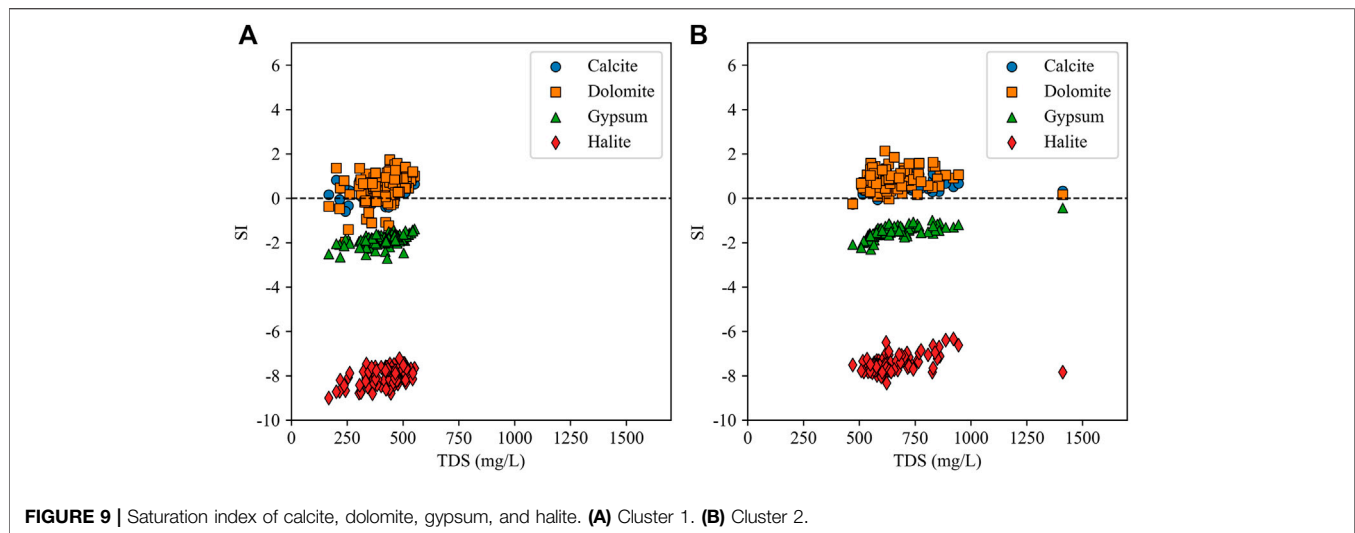 A
B
Calcite
Dolomite
Gypsum
Halite
Calcite
Dolomite
Gypsum
Halite
SI
6
4
2
0
-2
-4
-6
-8
-10
SI
6
4
2
0
-2
-4
-6
-8
-10
0 250 500 750 1000 1250 1500
TDS (mg/L)
0 250 500 750 1000 1250 1500
TDS (mg/L)
FIGURE 9 | Saturation index of calcite, dolomite, gypsum, and halite. (A) Cluster 1. (B) Cluster 2.